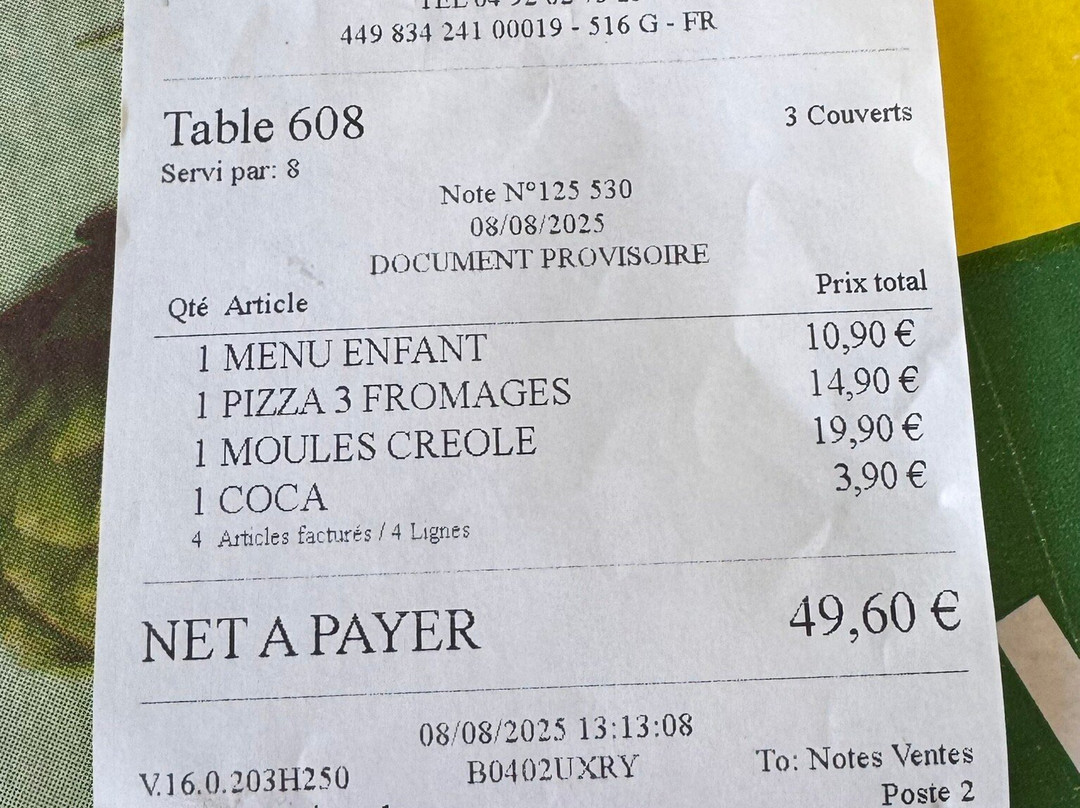 449 834 241 00019 - 516 G - FR
Table 608 3 Couverts
Servi par: 8
Note N°125 530
08/08/2025
DOCUMENT PROVISOIRE
Qté Article Prix total
1 MENU ENFANT 10,90 €
1 PIZZA 3 FROMAGES 14,90 €
1 MOULES CREOLE 19,90 €
1 COCA 3,90 €
4 Articles facturés / 4 Lignes
NET A PAYER 49,60 €
08/08/2025 13:13:08
V.16.0.203H250 B0402UXRY To: Notes Ventes
Poste 2